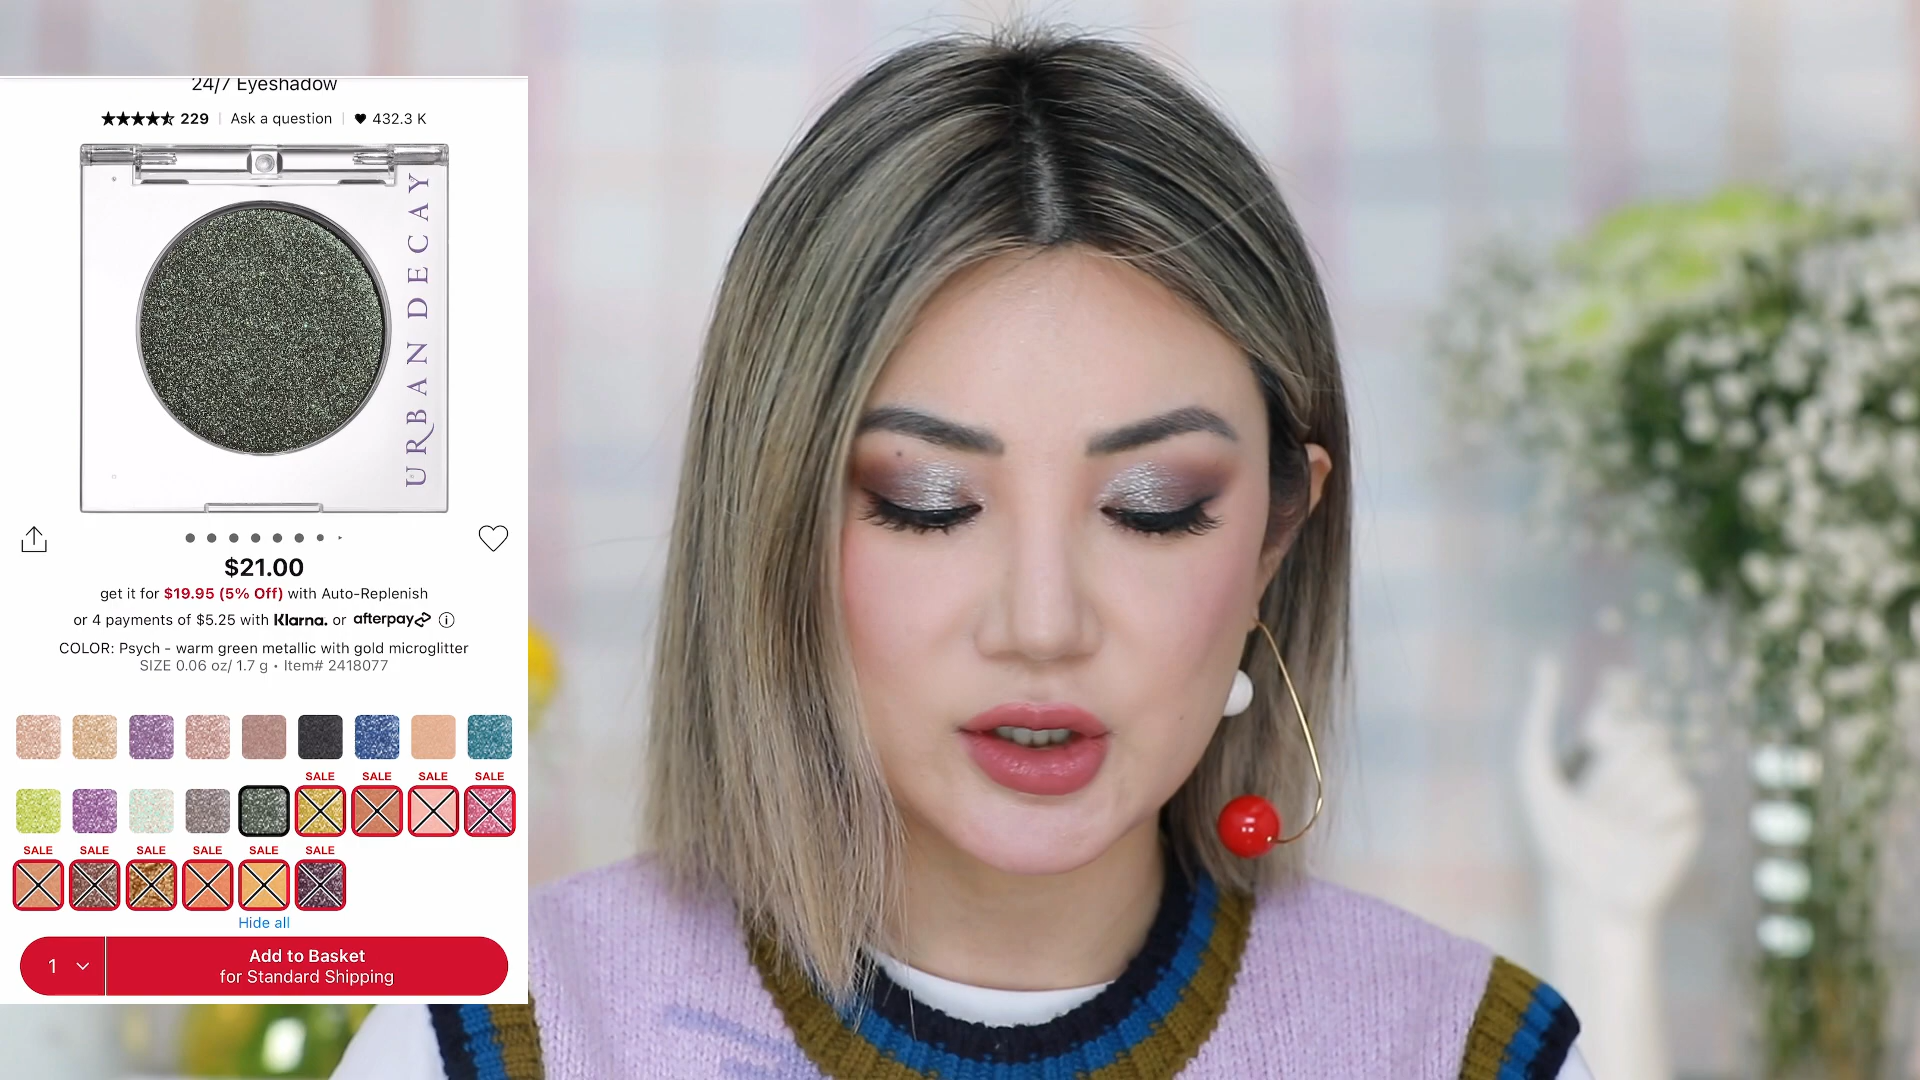 24/7 Eyeshadow
229 Ask a question 432.3 K
URBAN DECAY
$21.00
get it for $19.95 (5% Off) with Auto-Replenish
or 4 payments of $5.25 with Klarna. or afterpay
COLOR: Psych - warm green metallic with gold microglitter
SIZE 0.06 oz/ 1.7 g • Item# 2418077
SALE SALE SALE SALE
SALE SALE SALE SALE SALE SALE
Hide all
1 Add to Basket
for Standard Shipping